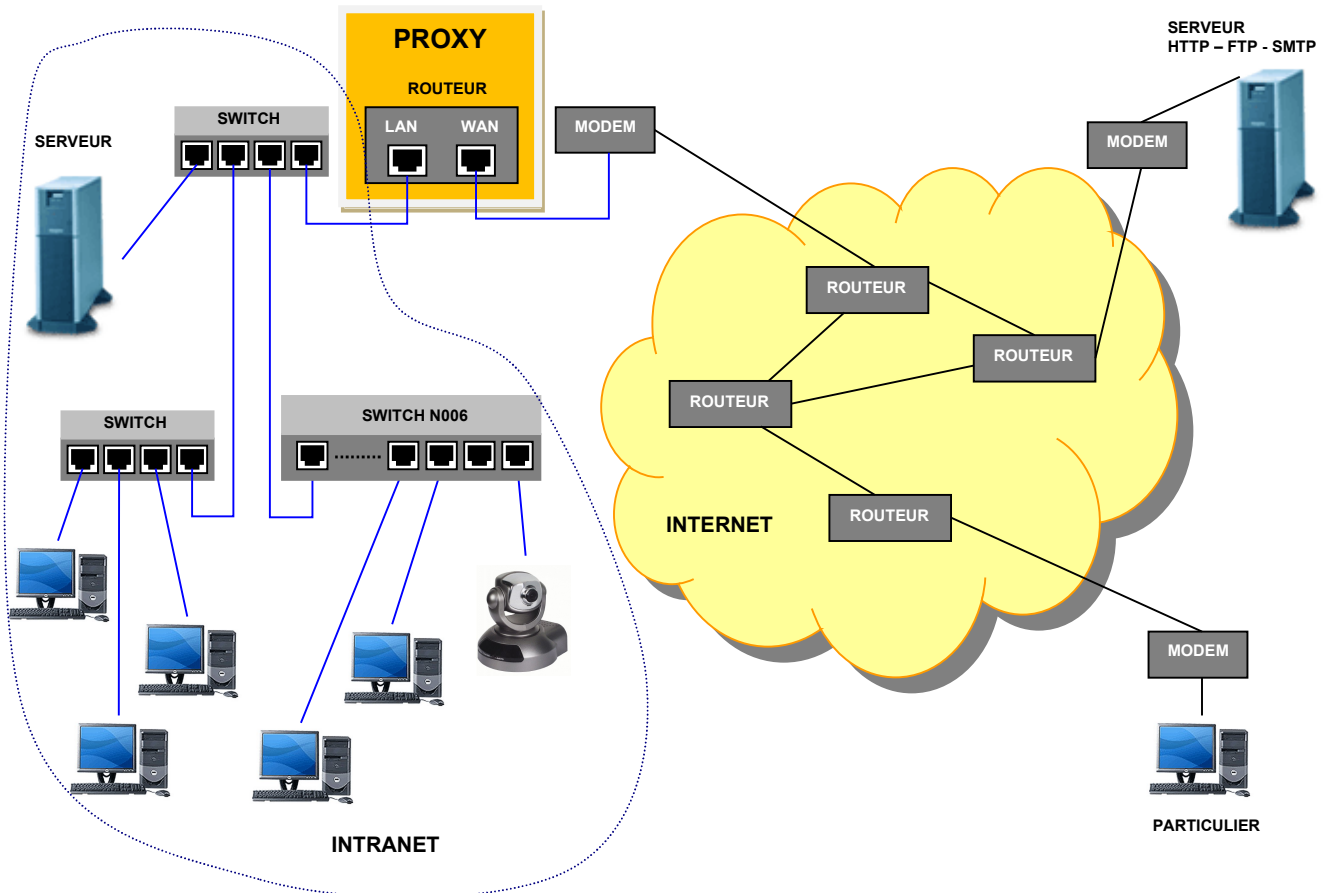 PROXY
ROUTEUR
LAN WAN
SERVEUR
HTTP – FTP - SMTP
SWITCH
MODEM
MODEM
SERVEUR
ROUTEUR
ROUTEUR
ROUTEUR
SWITCH
SWITCH N006
.........
ROUTEUR
INTERNET
MODEM
PARTICULIER
INTRANET